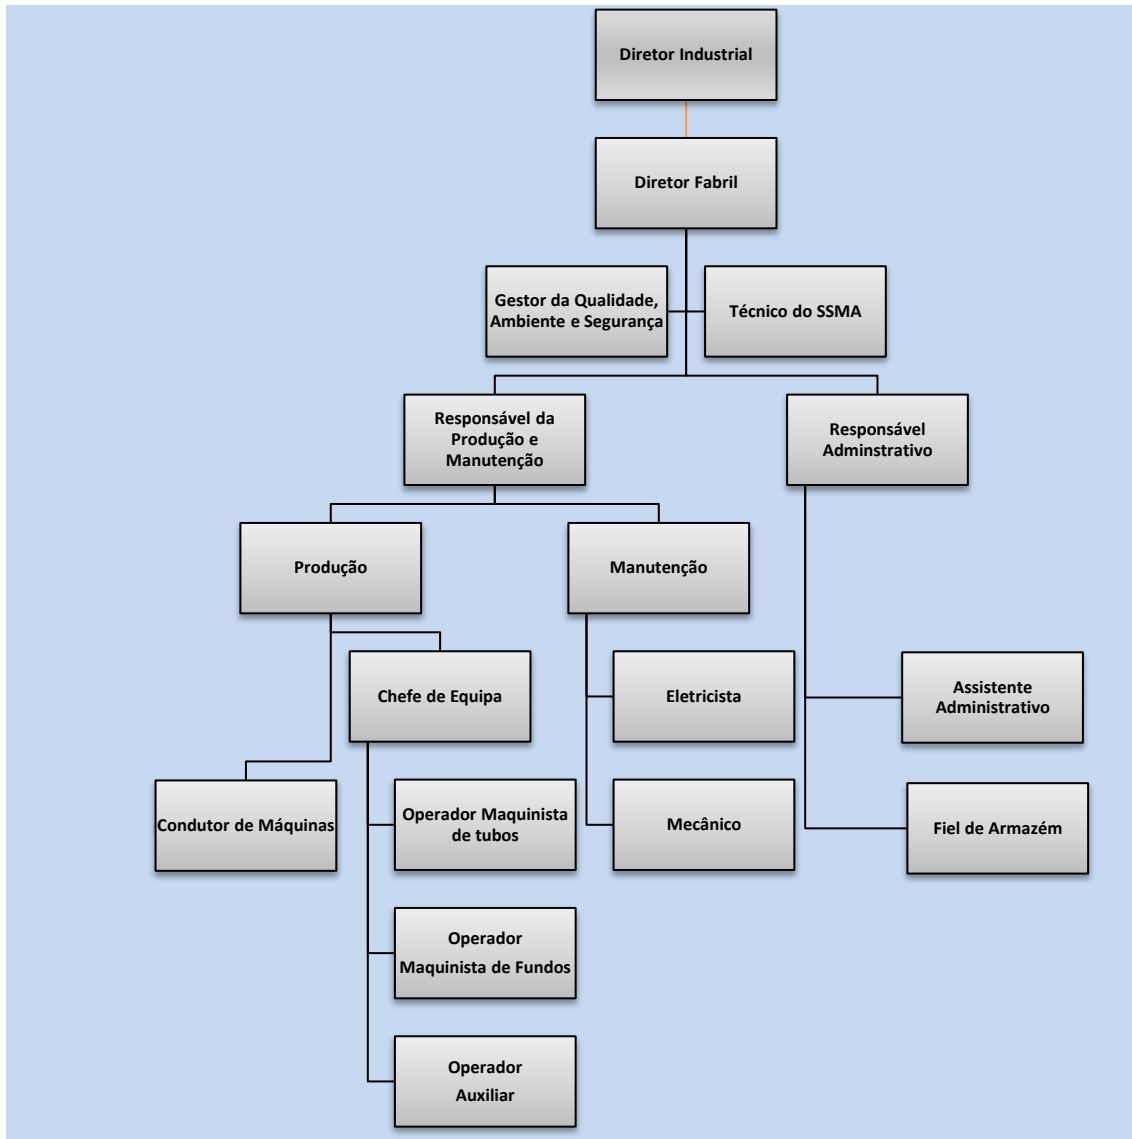 Diretor Industrial
Diretor Fabril
Gestor da Qualidade,
Ambiente e Segurança
Técnico do SSMA
Responsável da
Produção e
Manutenção
Responsável
Adminstrativo
Produção
Manutenção
Chefe de Equipa
Eletricista
Assistente
Administrativo
Condutor de Máquinas
Operador Maquinista
de tubos
Mecânico
Fiel de Armazém
Operador
Maquinista de Fundos
Operador
Auxiliar